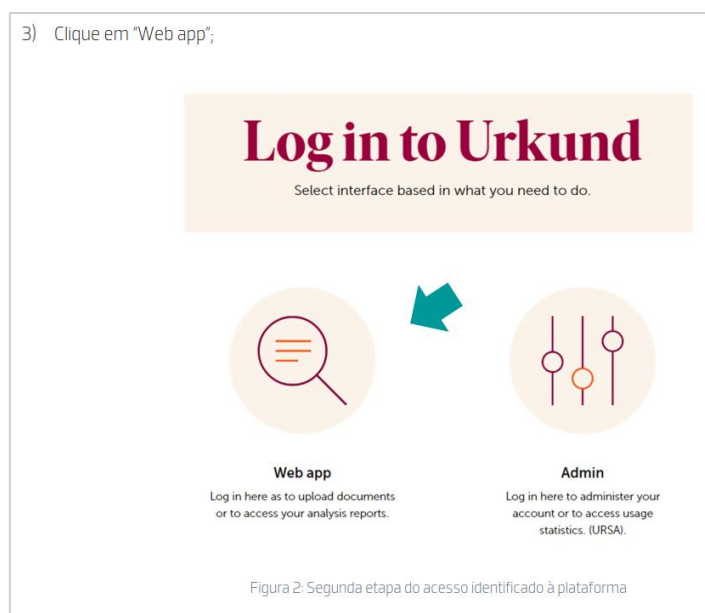 3) Clique em "Web app";
Log in to Urkund
Select interface based in what you need to do.
Web app
Log in here as to upload documents
or to access your analysis reports.
Admin
Log in here to administer your
account or to access usage
statistics. (URSA).
Figura 2: Segunda etapa do acesso identificado à plataforma